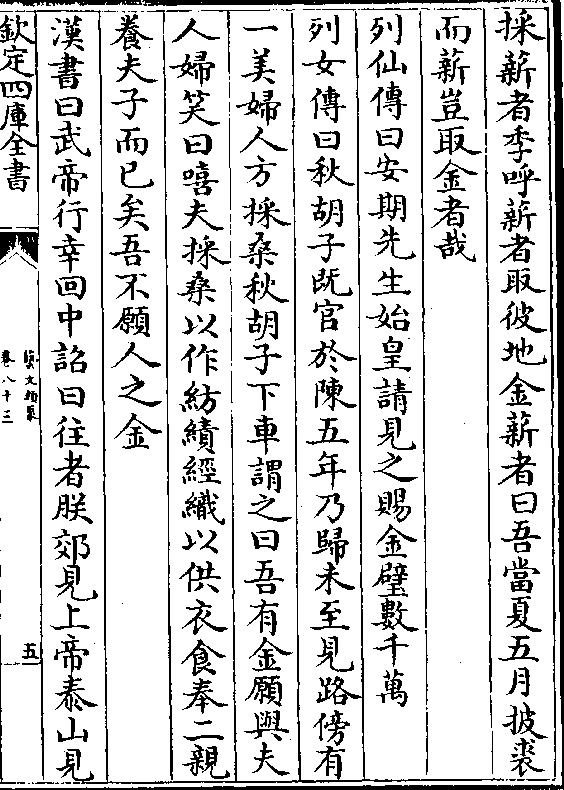 採薪者季呼薪者取彼地金薪者曰吾當夏五月披裘
而薪豈取金者哉
列仙傳曰安期先生始皇請見之賜金璧數千萬
列女傳曰秋胡子既官於陳五年乃歸未至見路傍有
一美婦人方採桑秋胡子下車謂之曰吾有金願與夫
人婦笑曰嘻夫採桑以作紡績經織以供衣食奉二親
養夫子而已矣吾不願人之金
漢書曰武帝行幸回中詔曰往者朕郊見上帝泰山見
欽定四庫全書
藝文類聚
卷八十三
五